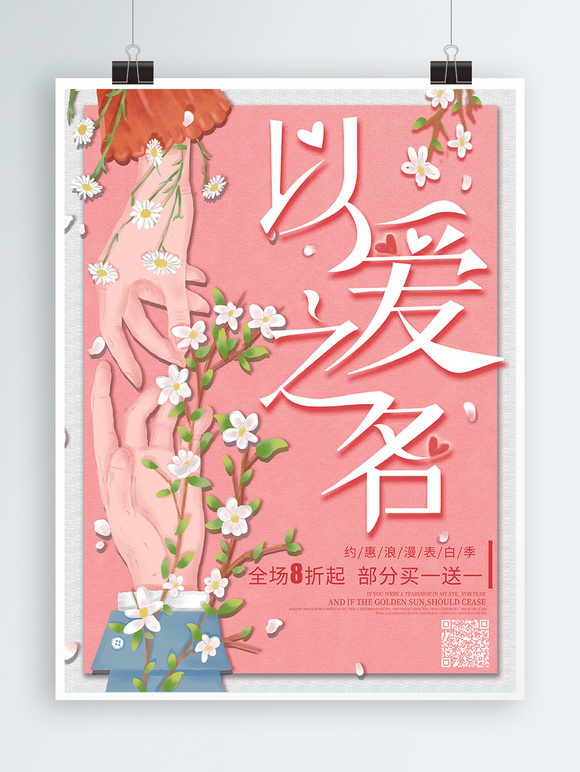 以爱之名
约/惠/浪/漫/表/白/季
全场8折起 部分买一送一
IF YOU WERE A TEARDROP,IN MY EYE, FOR FEAR
AND IF THE GOLDEN SUN,SHOULD CEASE